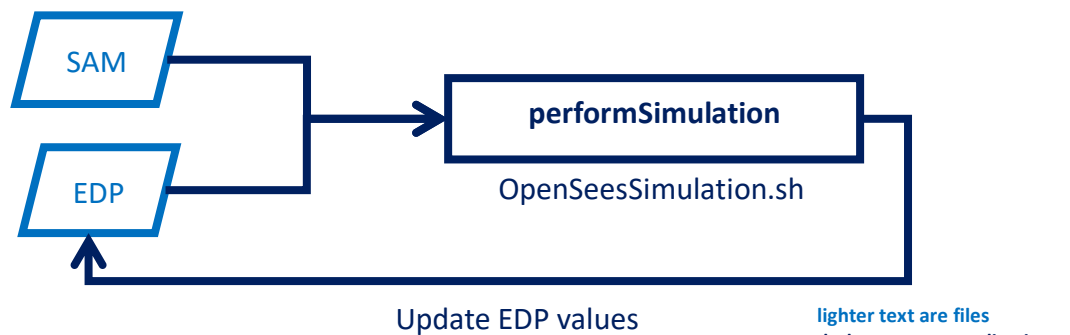 SAM
performSimulation
EDP
OpenSeesSimulation.sh
Update EDP values
lighter text are files